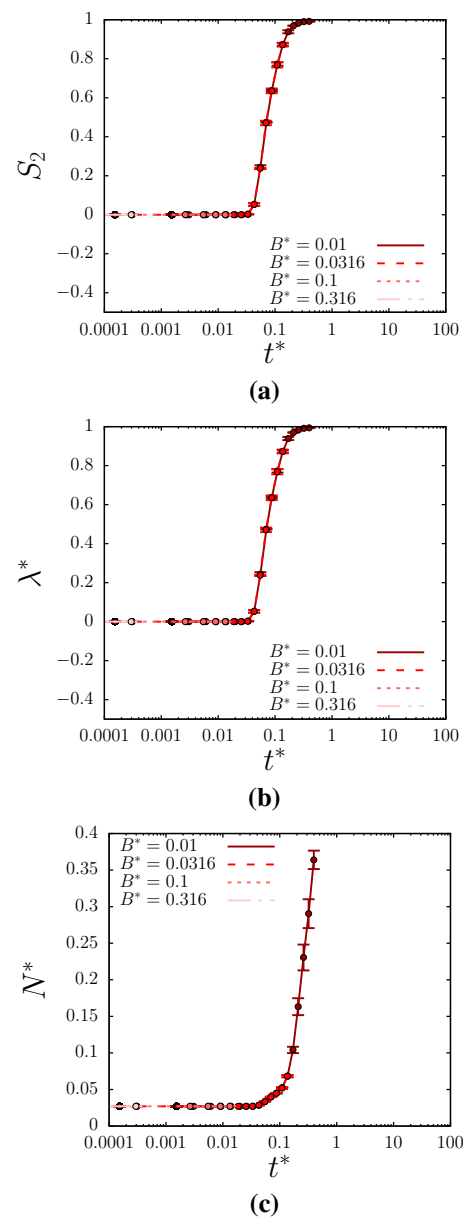 1
0.8
0.6
0.4
0.2
0
−0.2
−0.4
S₂
B* = 0.01
B* = 0.0316
B* = 0.1
B* = 0.316
0.0001 0.001 0.01 0.1 1 10 100
t*
(a)
1
0.8
0.6
0.4
0.2
0
−0.2
−0.4
λ*
B* = 0.01
B* = 0.0316
B* = 0.1
B* = 0.316
0.0001 0.001 0.01 0.1 1 10 100
t*
(b)
0.4
0.35
0.3
0.25
0.2
0.15
0.1
0.05
0
N*
B* = 0.01
B* = 0.0316
B* = 0.1
B* = 0.316
0.0001 0.001 0.01 0.1 1 10 100
t*
(c)